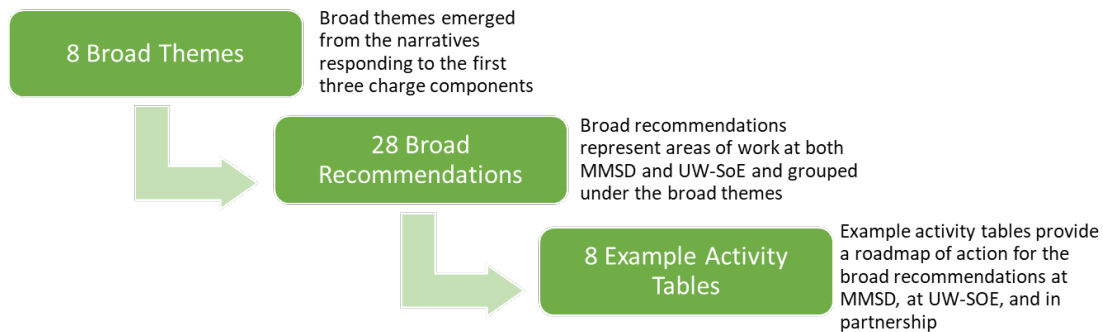 8 Broad Themes
Broad themes emerged
from the narratives
responding to the first
three charge components
28 Broad
Recommendations
Broad recommendations
represent areas of work at both
MMSD and UW-SoE and grouped
under the broad themes
8 Example Activity
Tables
Example activity tables provide
a roadmap of action for the
broad recommendations at
MMSD, at UW-SOE, and in
partnership